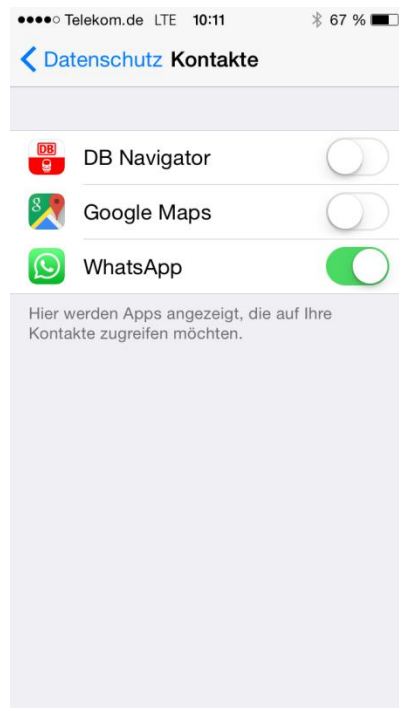 Telekom.de LTE 10:11 67 %
Datenschutz Kontakte
DB
DB Navigator
8
Google Maps
WhatsApp
Hier werden Apps angezeigt, die auf Ihre
Kontakte zugreifen möchten.